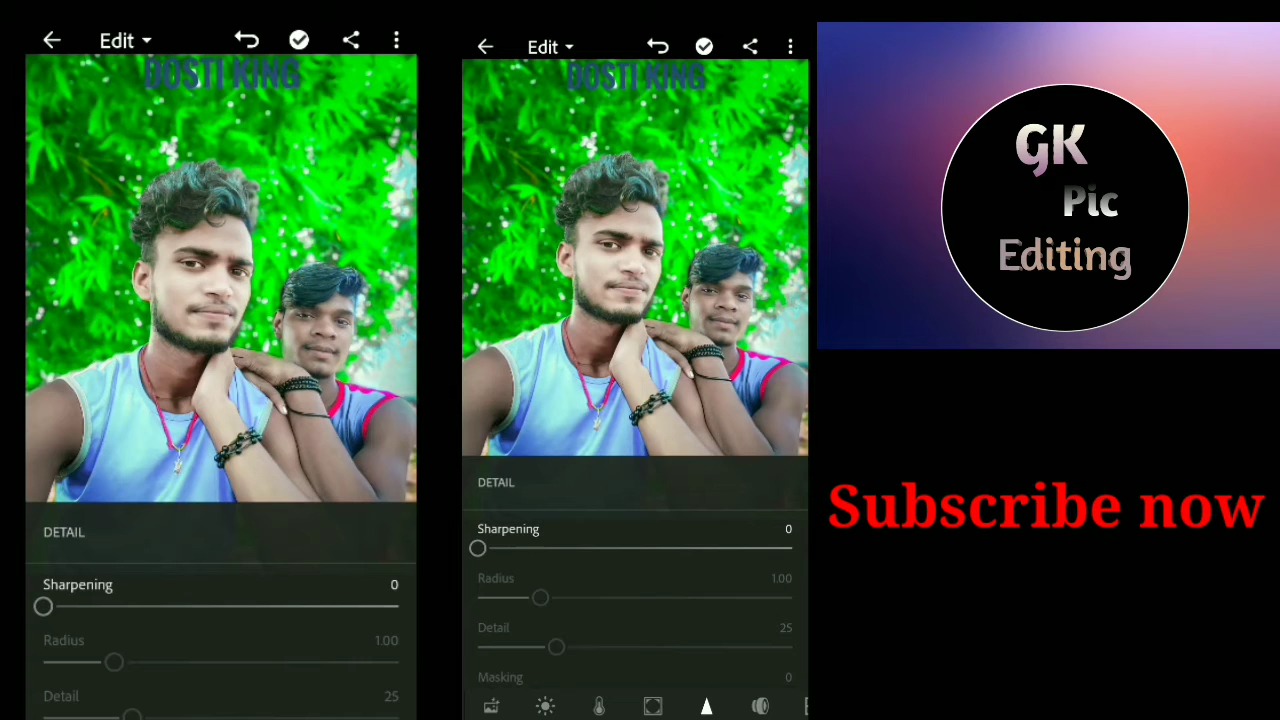 Edit
DOSTI KING
DETAIL
Sharpening 0
Radius 1.00
Detail 25
Edit
DOSTI KING
DETAIL
Sharpening 0
Radius 1.00
Detail 25
Masking 0
GK
Pic
Editing
Subscribe now